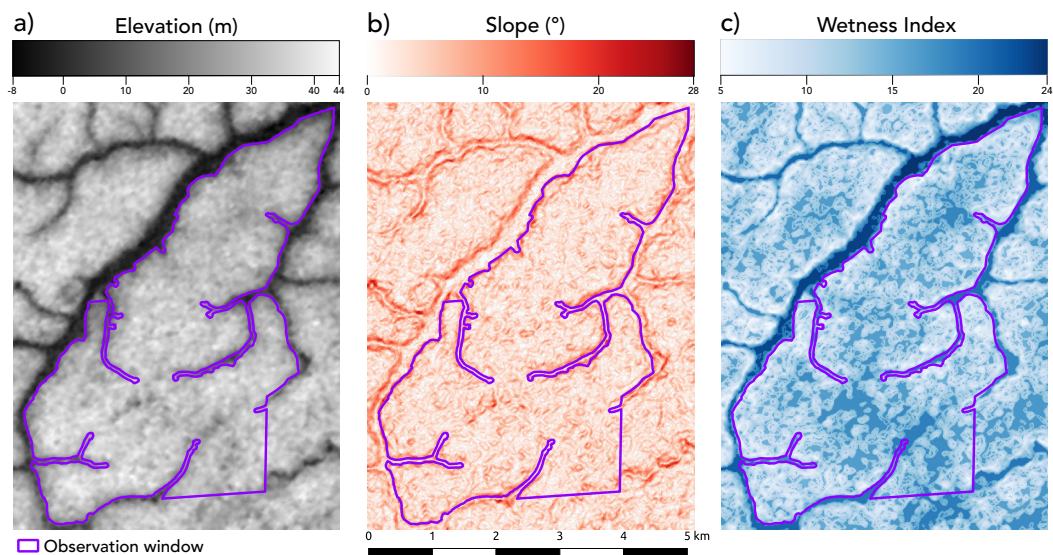 a) Elevation (m)
-8 0 10 20 30 40 44
b) Slope (°)
0 10 20 28
c) Wetness Index
5 10 15 20 24
Observation window
0 1 2 3 4 5 km